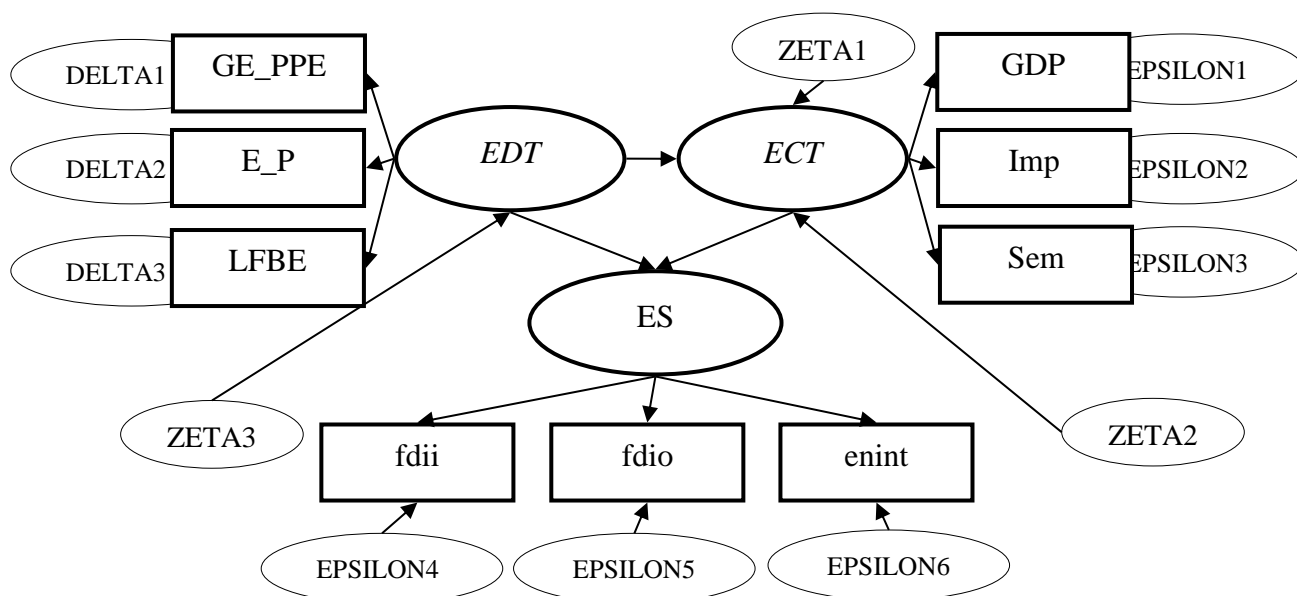 ZETA1
DELTA1 GE_PPE GDP EPSILON1
DELTA2 E_P EDT ECT Imp EPSILON2
DELTA3 LFBE Sem EPSILON3
ES
ZETA3 ZETA2
fdii fdio enint
EPSILON4 EPSILON5 EPSILON6